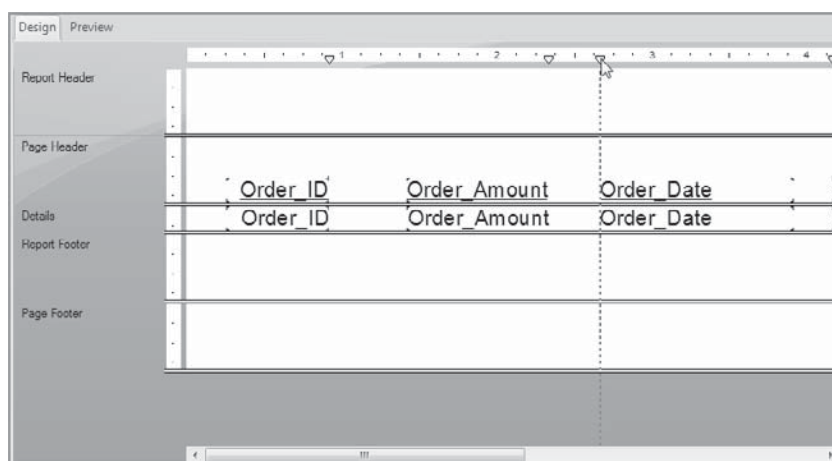 Design Preview
1 2 3 4
Report Header
Page Header
Order_ID Order_Amount Order_Date
Details Order_ID Order_Amount Order_Date
Report Footer
Page Footer